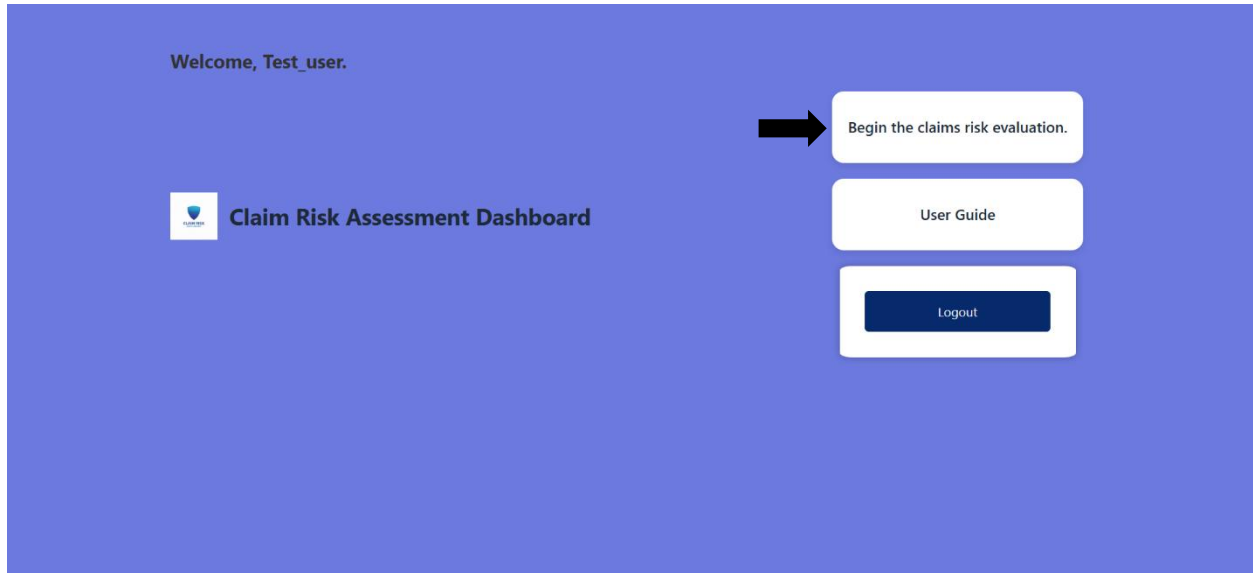 Welcome, Test_user.
Begin the claims risk evaluation.
Claim Risk Assessment Dashboard
User Guide
Logout